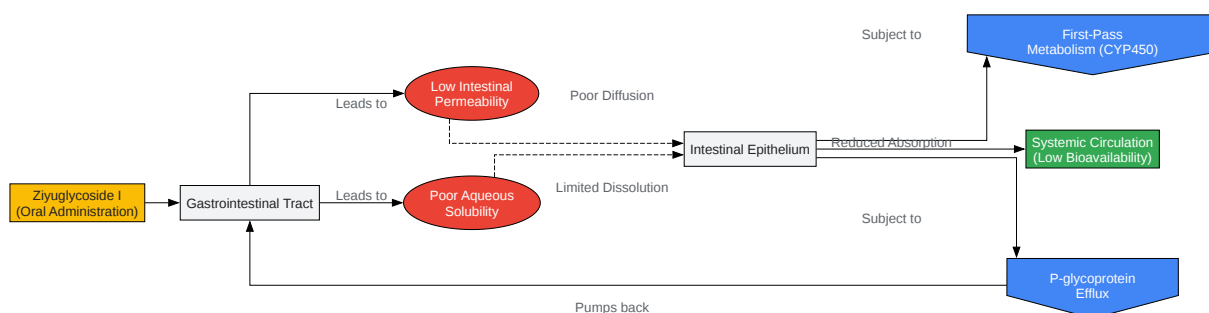 Subject to
First-Pass
Metabolism (CYP450)
Low Intestinal
Permeability
Leads to
Poor Diffusion
Intestinal Epithelium
Reduced Absorption
Systemic Circulation
(Low Bioavailability)
Ziyuglycoside I
(Oral Administration)
Gastrointestinal Tract
Leads to
Poor Aqueous
Solubility
Limited Dissolution
Subject to
P-glycoprotein
Efflux
Pumps back